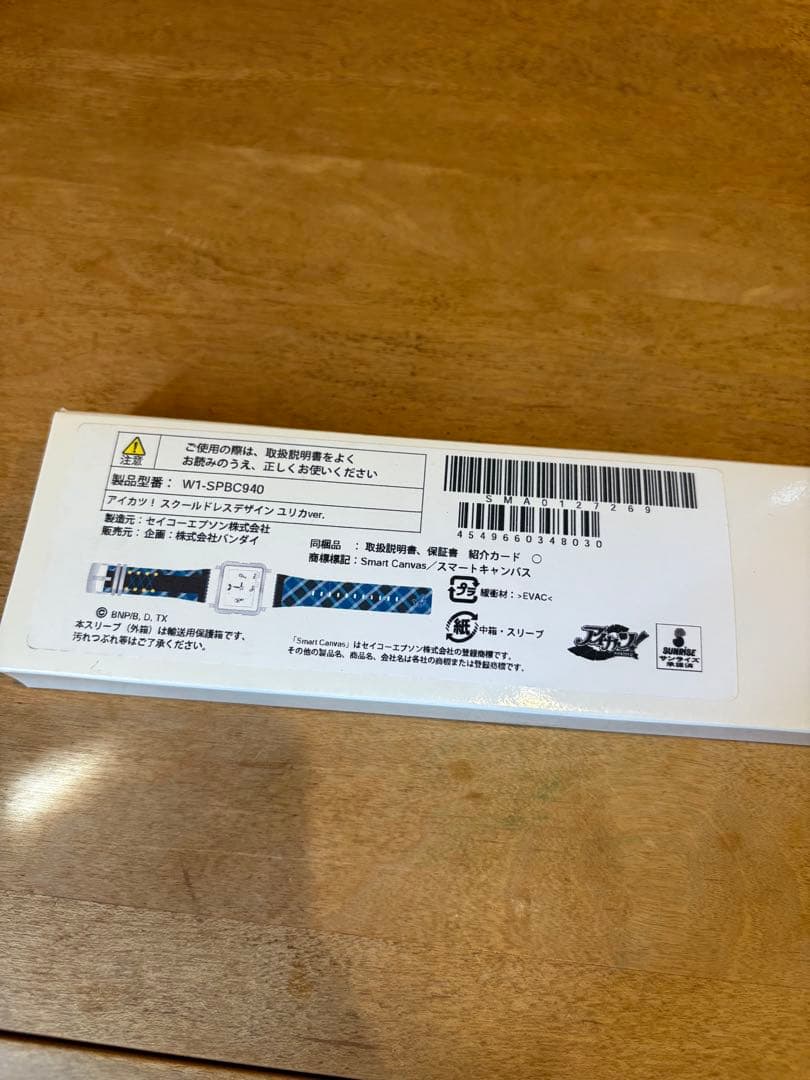 注意
ご使用の際は、取扱説明書をよく
お読みのうえ、正しくお使いください
製品型番： W1-SPBC940
アイカツ！ スクールドレスデザイン ユリカver.
製造元：セイコーエプソン株式会社
販売元：企画：株式会社バンダイ
SMA0127269
4549660348030
同梱品 ：取扱説明書、保証書 紹介カード ○
商標標記：Smart Canvas／スマートキャンバス
プラ 緩衝材：>EVAC<
紙 中箱・スリーブ
© BNP/B, D, TX
本スリーブ（外箱）は輸送用保護箱です、
汚れつぶれ等はご了承ください。
「Smart Canvas」はセイコーエプソン株式会社の登録商標です。
その他の製品名、商品名、会社名は各社の商標または登録商標です。
アイカツ!
SUNRISE
サンライズ
承認済